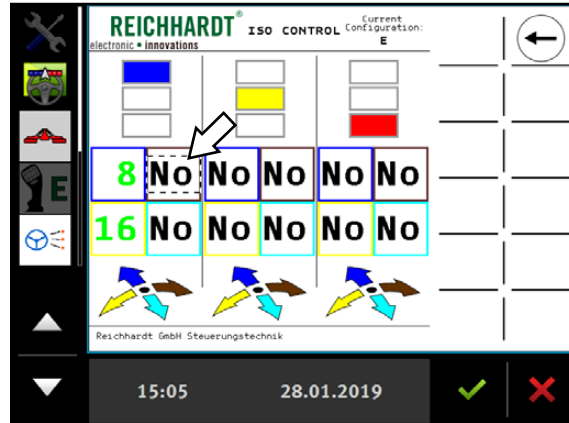 REICHHARDT®
electronic • innovations
ISO CONTROL
Current
Configuration:
E
E
8 No No No No No
16 No No No No No
Reichhardt GmbH Steuerungstechnik
15:05 28.01.2019